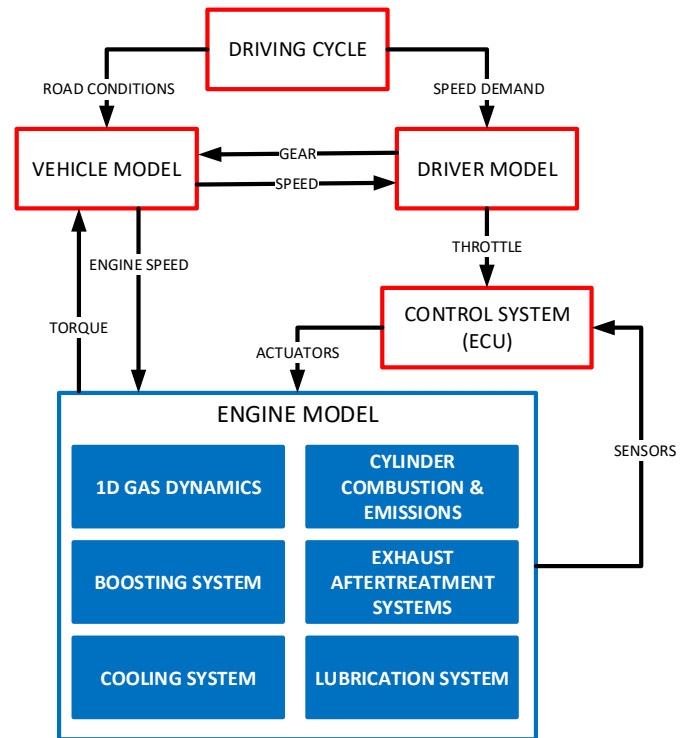 DRIVING CYCLE
ROAD CONDITIONS
SPEED DEMAND
VEHICLE MODEL
GEAR
SPEED
DRIVER MODEL
ENGINE SPEED
THROTTLE
TORQUE
CONTROL SYSTEM
(ECU)
ACTUATORS
ENGINE MODEL
SENSORS
1D GAS DYNAMICS
CYLINDER
COMBUSTION &
EMISSIONS
BOOSTING SYSTEM
EXHAUST
AFTERTREATMENT
SYSTEMS
COOLING SYSTEM
LUBRICATION SYSTEM